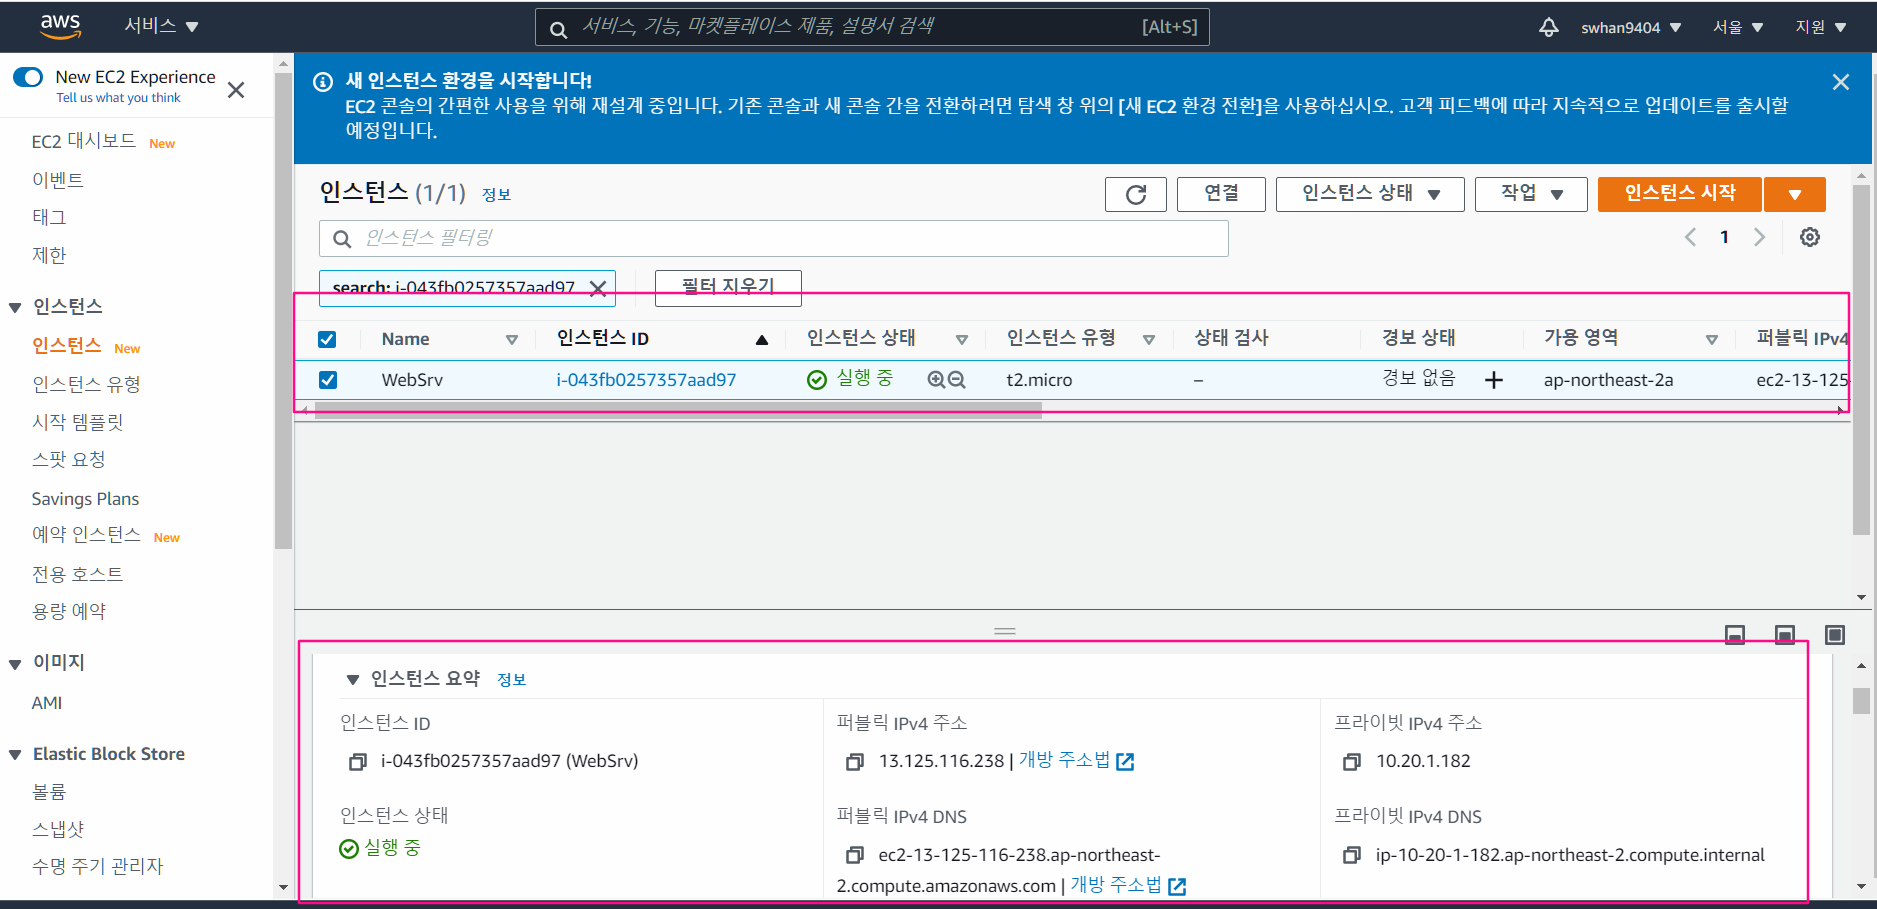 aws 서비스 서비스, 기능, 마켓플레이스 제품, 설명서 검색 [Alt+S] swhan9404 서울 지원
New EC2 Experience
Tell us what you think
EC2 대시보드 New
이벤트
태그
제한
인스턴스
인스턴스 New
인스턴스 유형
시작 템플릿
스팟 요청
Savings Plans
예약 인스턴스 New
전용 호스트
용량 예약
이미지
AMI
Elastic Block Store
볼륨
스냅샷
수명 주기 관리자
새 인스턴스 환경을 시작합니다!
EC2 콘솔의 간편한 사용을 위해 재설계 중입니다. 기존 콘솔과 새 콘솔 간을 전환하려면 탐색 창 위의 [새 EC2 환경 전환]을 사용하십시오. 고객 피드백에 따라 지속적으로 업데이트를 출시할
예정입니다.
인스턴스 (1/1) 정보 연결 인스턴스 상태 작업 인스턴스 시작
인스턴스 필터링 1
search: i-043fb0257357aad97 필터 지우기
Name 인스턴스 ID 인스턴스 상태 인스턴스 유형 상태 검사 경보 상태 가용 영역 퍼블릭 IPv4
WebSrv i-043fb0257357aad97 실행 중 t2.micro – 경보 없음 + ap-northeast-2a ec2-13-125-
인스턴스 요약 정보
인스턴스 ID 퍼블릭 IPv4 주소 프라이빗 IPv4 주소
i-043fb0257357aad97 (WebSrv) 13.125.116.238 | 개방 주소법 10.20.1.182
인스턴스 상태 퍼블릭 IPv4 DNS 프라이빗 IPv4 DNS
실행 중 ec2-13-125-116-238.ap-northeast- ip-10-20-1-182.ap-northeast-2.compute.internal
2.compute.amazonaws.com | 개방 주소법